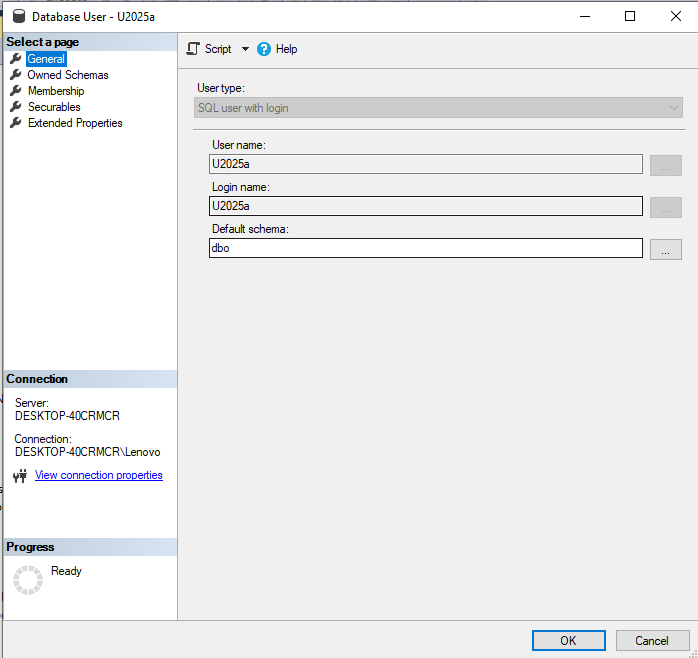 Database User - U2025a
Select a page
General
Owned Schemas
Membership
Securables
Extended Properties
Script
Help
User type:
SQL user with login
User name:
U2025a
...
Login name:
U2025a
...
Default schema:
dbo
...
Connection
Server:
DESKTOP-40CRMCR
Connection:
DESKTOP-40CRMCR\Lenovo
View connection properties
Progress
Ready
OK
Cancel